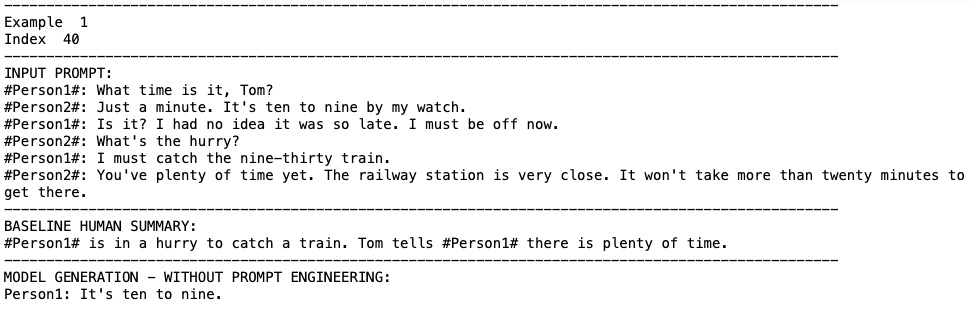 ---------------------------------------------------------------------------------------------------
Example  1
Index  40
---------------------------------------------------------------------------------------------------
INPUT PROMPT:
#Person1#: What time is it, Tom?
#Person2#: Just a minute. It's ten to nine by my watch.
#Person1#: Is it? I had no idea it was so late. I must be off now.
#Person2#: What's the hurry?
#Person1#: I must catch the nine-thirty train.
#Person2#: You've plenty of time yet. The railway station is very close. It won't take more than twenty minutes to
get there.
---------------------------------------------------------------------------------------------------
BASELINE HUMAN SUMMARY:
#Person1# is in a hurry to catch a train. Tom tells #Person1# there is plenty of time.
---------------------------------------------------------------------------------------------------
MODEL GENERATION - WITHOUT PROMPT ENGINEERING:
Person1: It's ten to nine.